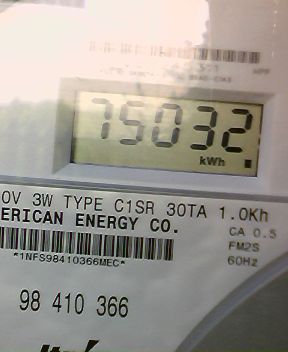 75032
kWh
0V 3W TYPE C1SR 30TA 1.0Kh
ERICAN ENERGY CO.
CA 0.5
FM2S
*1NFS98410366MEC*
60Hz
98 410 366